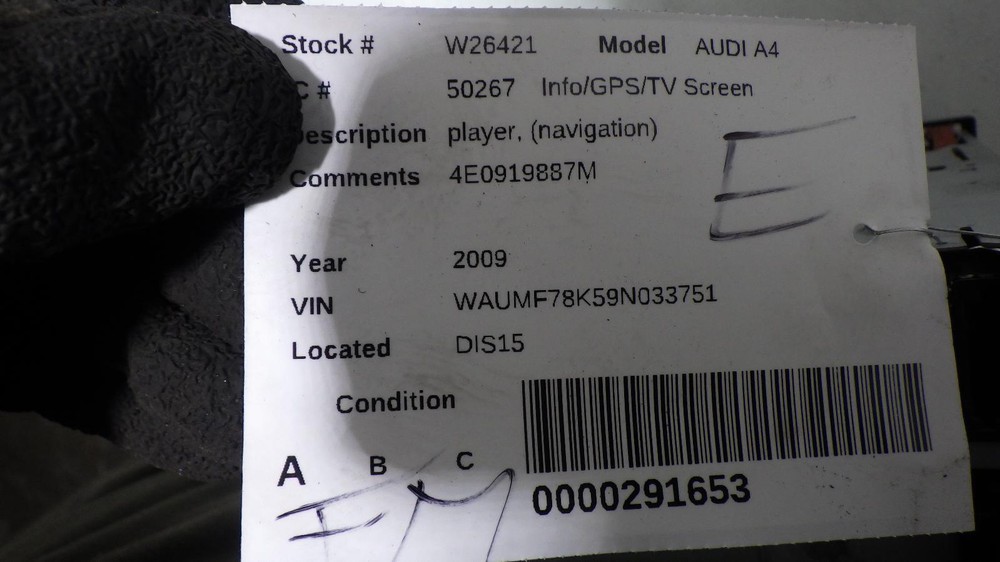 Stock # W26421 Model AUDI A4
C # 50267 Info/GPS/TV Screen
Description player, (navigation)
Comments 4E0919887M
E
Year 2009
VIN WAUMF78K59N033751
Located DIS15
Condition
A B C
0000291653